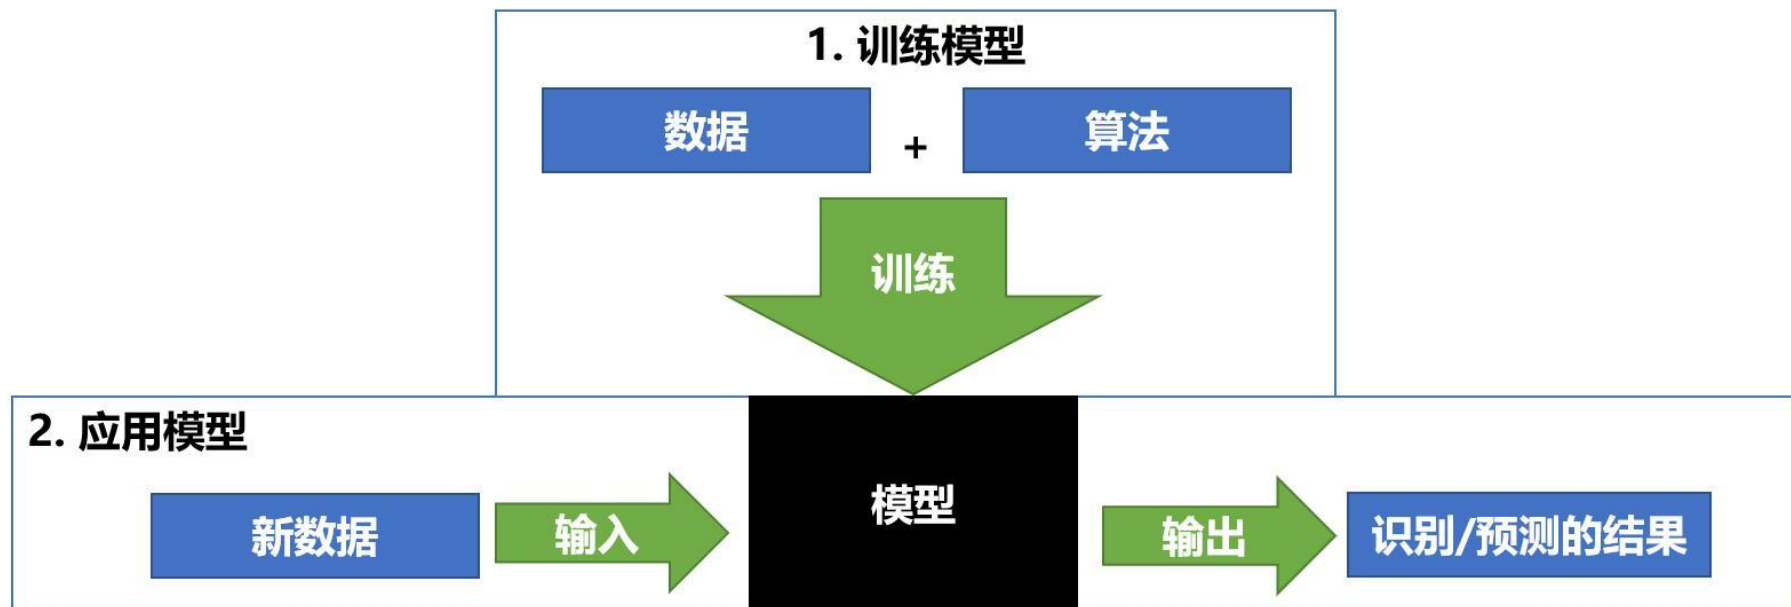 1. 训练模型
数据 + 算法
训练
2. 应用模型
新数据 输入 模型 输出 识别/预测的结果